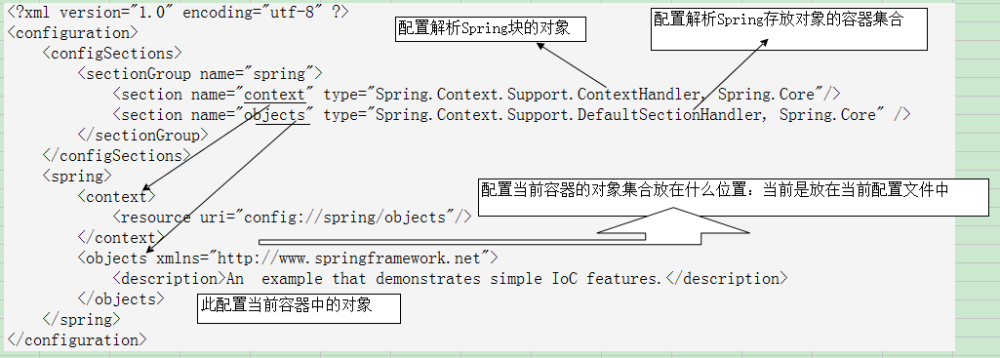 <?xml version="1.0" encoding="utf-8" ?>
配置解析Spring块的对象
配置解析Spring存放对象的容器集合
<configuration>
<configSections>
<sectionGroup name="spring">
<section name="context" type="Spring.Context.Support.ContextHandler, Spring.Core"/>
<section name="objects" type="Spring.Context.Support.DefaultSectionHandler, Spring.Core" />
</sectionGroup>
</configSections>
<spring>
<context>
配置当前容器的对象集合放在什么位置：当前是放在当前配置文件中
<resource uri="config://spring/objects"/>
</context>
<objects xmlns="http://www.springframework.net">
<description>An  example that demonstrates simple IoC features.</description>
</objects>
此配置当前容器中的对象
</spring>
</configuration>